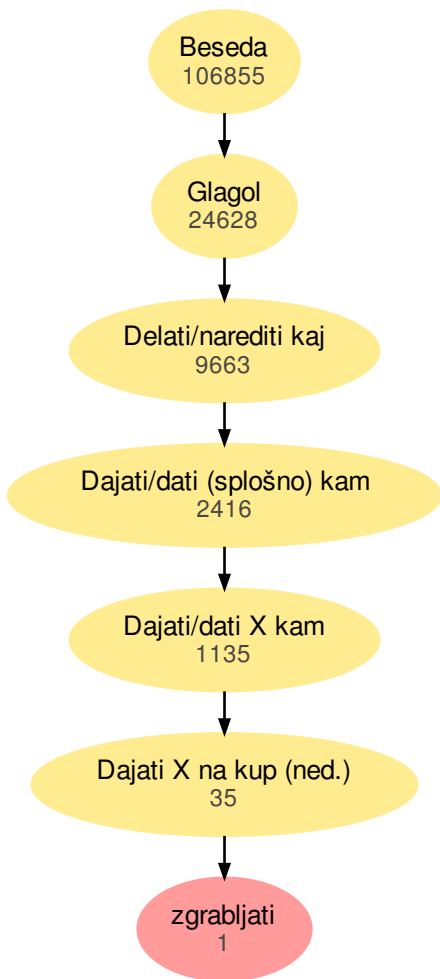 Beseda
106855
Glagol
24628
Delati/narediti kaj
9663
Dajati/dati (splošno) kam
2416
Dajati/dati X kam
1135
Dajati X na kup (ned.)
35
zgrabljati
1